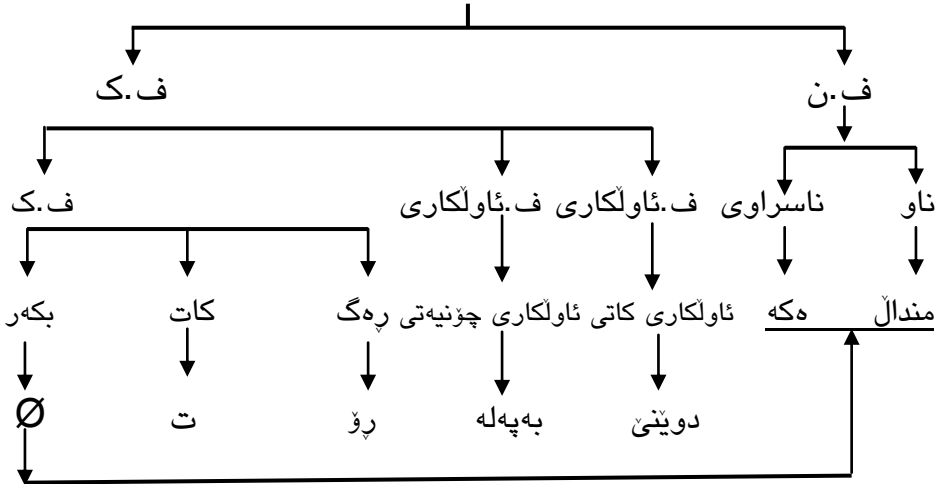 ف.ن ف.ک
ناو ناسراوی ف.ئاوڵکاری ف.ئاوڵکاری ف.ک
منداڵ ەکە ئاوڵکاری کاتی ئاوڵکاری چۆنیەتی ڕەگ کات بکەر
دوێنێ بەپەلە ڕۆ ت Ø